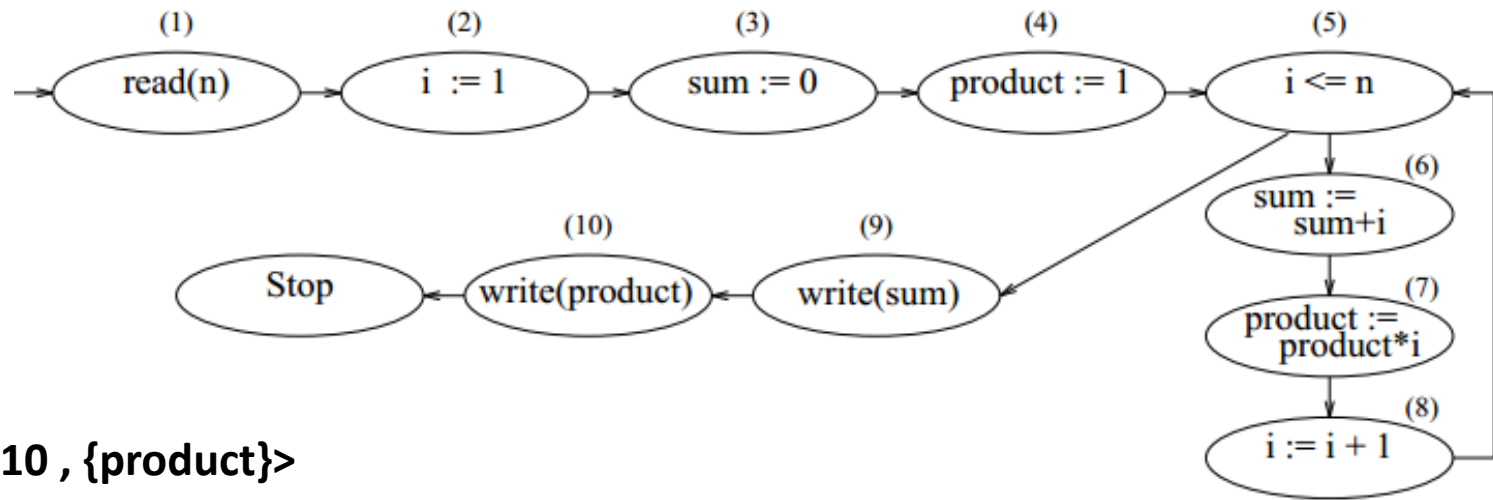 (1) (2) (3) (4) (5)
read(n) i := 1 sum := 0 product := 1 i <= n
(6)
sum :=
sum+i
(10) (9)
Stop write(product) write(sum)
(7)
product :=
product*i
(8)
i := i + 1
10 , {product}>